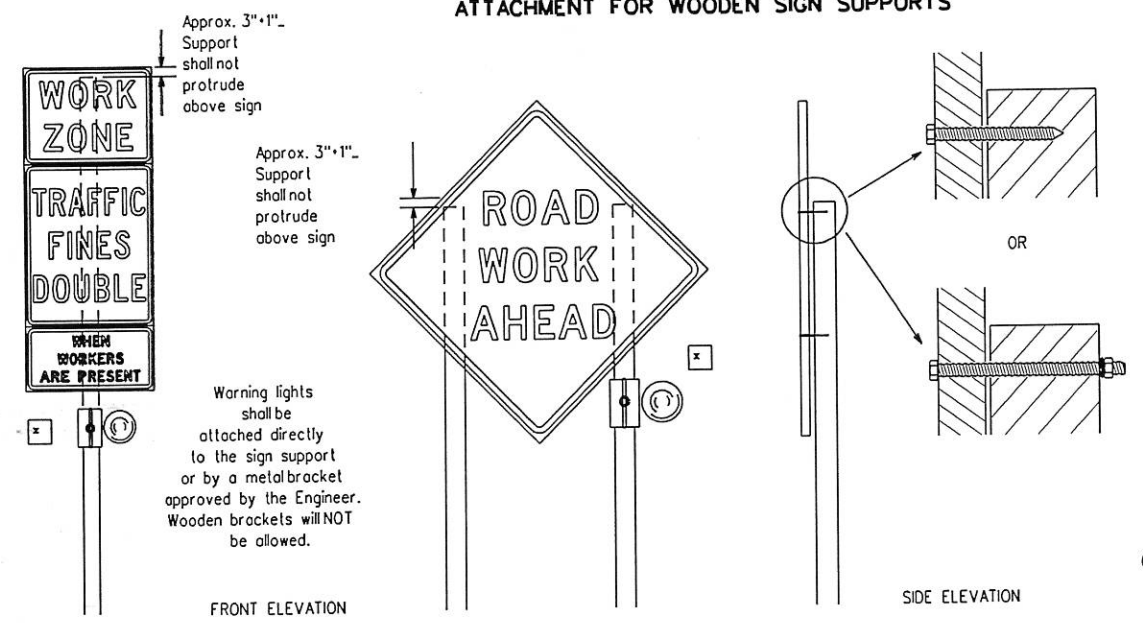 ATTACHMENT FOR WOODEN SIGN SUPPORTS
Approx. 3"+1"_
Support
shall not
protrude
above sign
WORK
ZONE
TRAFFIC
FINES
DOUBLE
WHEN
WORKERS
ARE PRESENT
x
Approx. 3"+1"_
Support
shall not
protrude
above sign
ROAD
WORK
AHEAD
x
Warning lights
shall be
attached directly
to the sign support
or by a metal bracket
approved by the Engineer.
Wooden brackets will NOT
be allowed.
FRONT ELEVATION
OR
SIDE ELEVATION